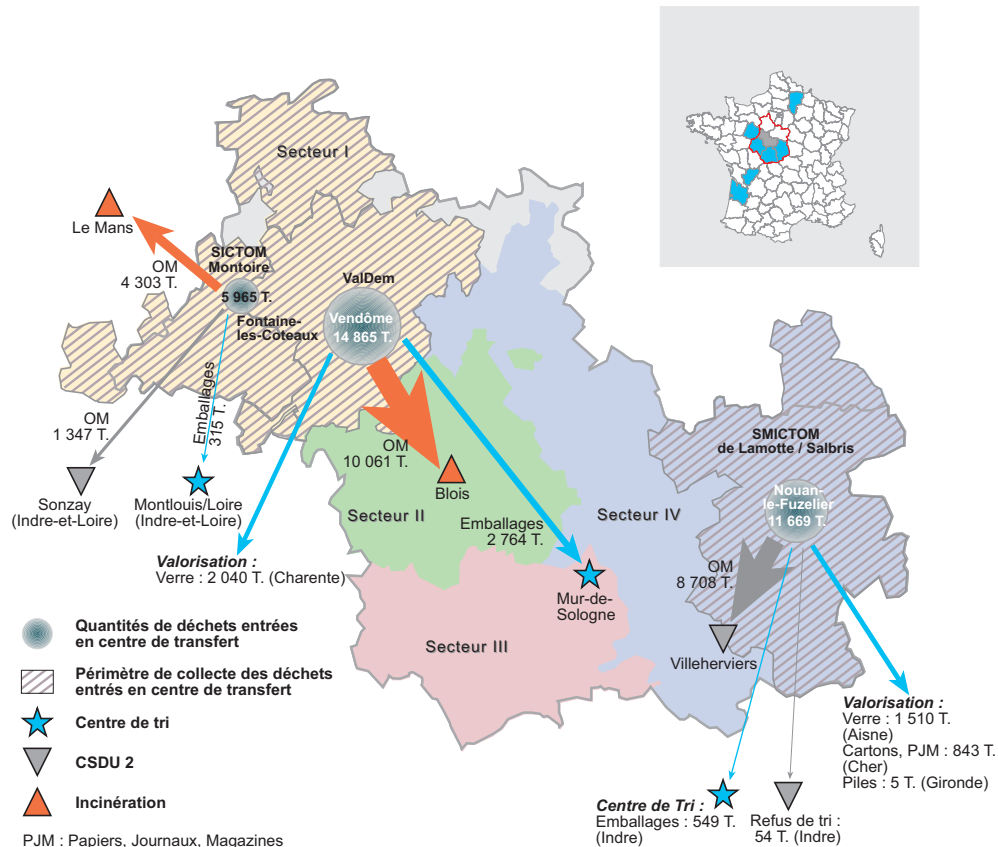 Secteur I
Le Mans
OM
4 303 T.
SICTOM
Montoire
5 965 T.
Fontaine-
les-Côteaux
ValDem
Vendôme
14 865 T.
OM
1 347 T.
Emballages
315 T.
Sonzay
(Indre-et-Loire)
Montlouis/Loire
(Indre-et-Loire)
OM
10 061 T.
Blois
Secteur II
Emballages
2 764 T.
Secteur IV
SMICTOM
de Lamotte / Salbris
Nouan-
le-Fuzelier
11 669 T.
OM
8 708 T.
Valorisation :
Verre : 2 040 T. (Charente)
Mur-de-
Sologne
Secteur III
Villeherviers
Valorisation :
Verre : 1 510 T.
(Aisne)
Cartons, PJM : 843 T.
(Cher)
Piles : 5 T. (Gironde)
Centre de Tri :
Emballages : 549 T.
(Indre)
Refus de tri :
54 T. (Indre)
Quantités de déchets entrées
en centre de transfert
Périmètre de collecte des déchets
entrés en centre de transfert
Centre de tri
CSDU 2
Incinération
PJM : Papiers, Journaux, Magazines